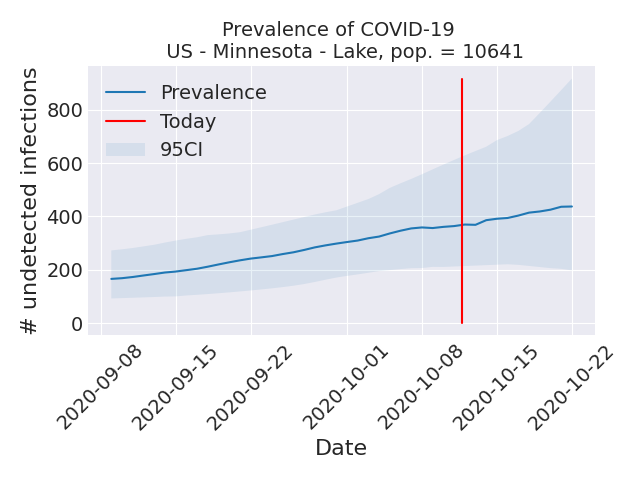 Prevalence of COVID-19
US - Minnesota - Lake, pop. = 10641
# undetected infections
800
600
400
200
0
Prevalence
Today
95CI
2020-09-08
2020-09-15
2020-09-22
2020-10-01
2020-10-08
2020-10-15
2020-10-22
Date